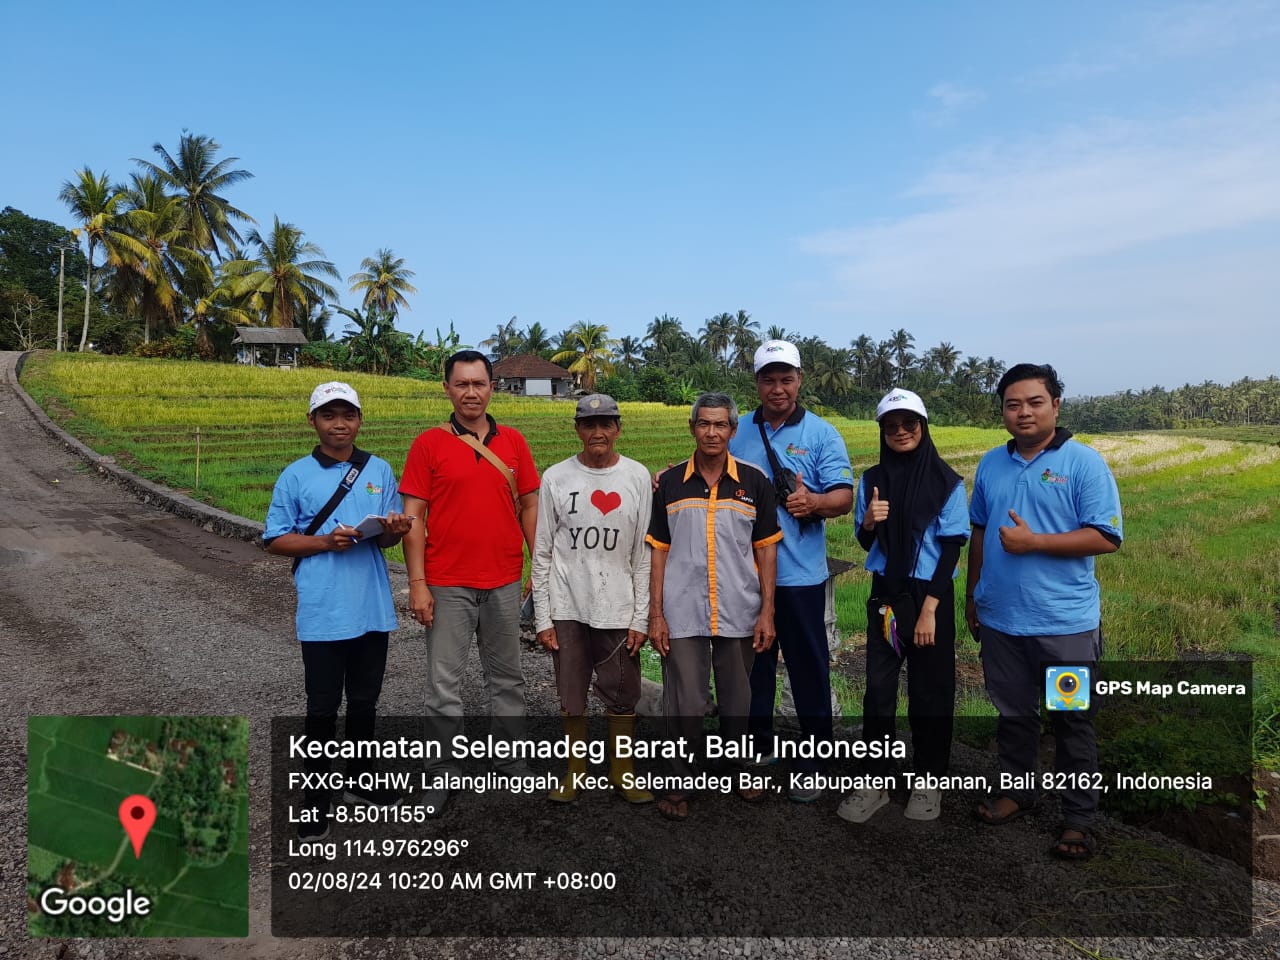 I ❤ YOU
GPS Map Camera
Kecamatan Selemadeg Barat, Bali, Indonesia
FXXG+QHW, Lalanglinggah, Kec. Selemadeg Bar., Kabupaten Tabanan, Bali 82162, Indonesia
Lat -8.501155°
Long 114.976296°
02/08/24 10:20 AM GMT +08:00
Google